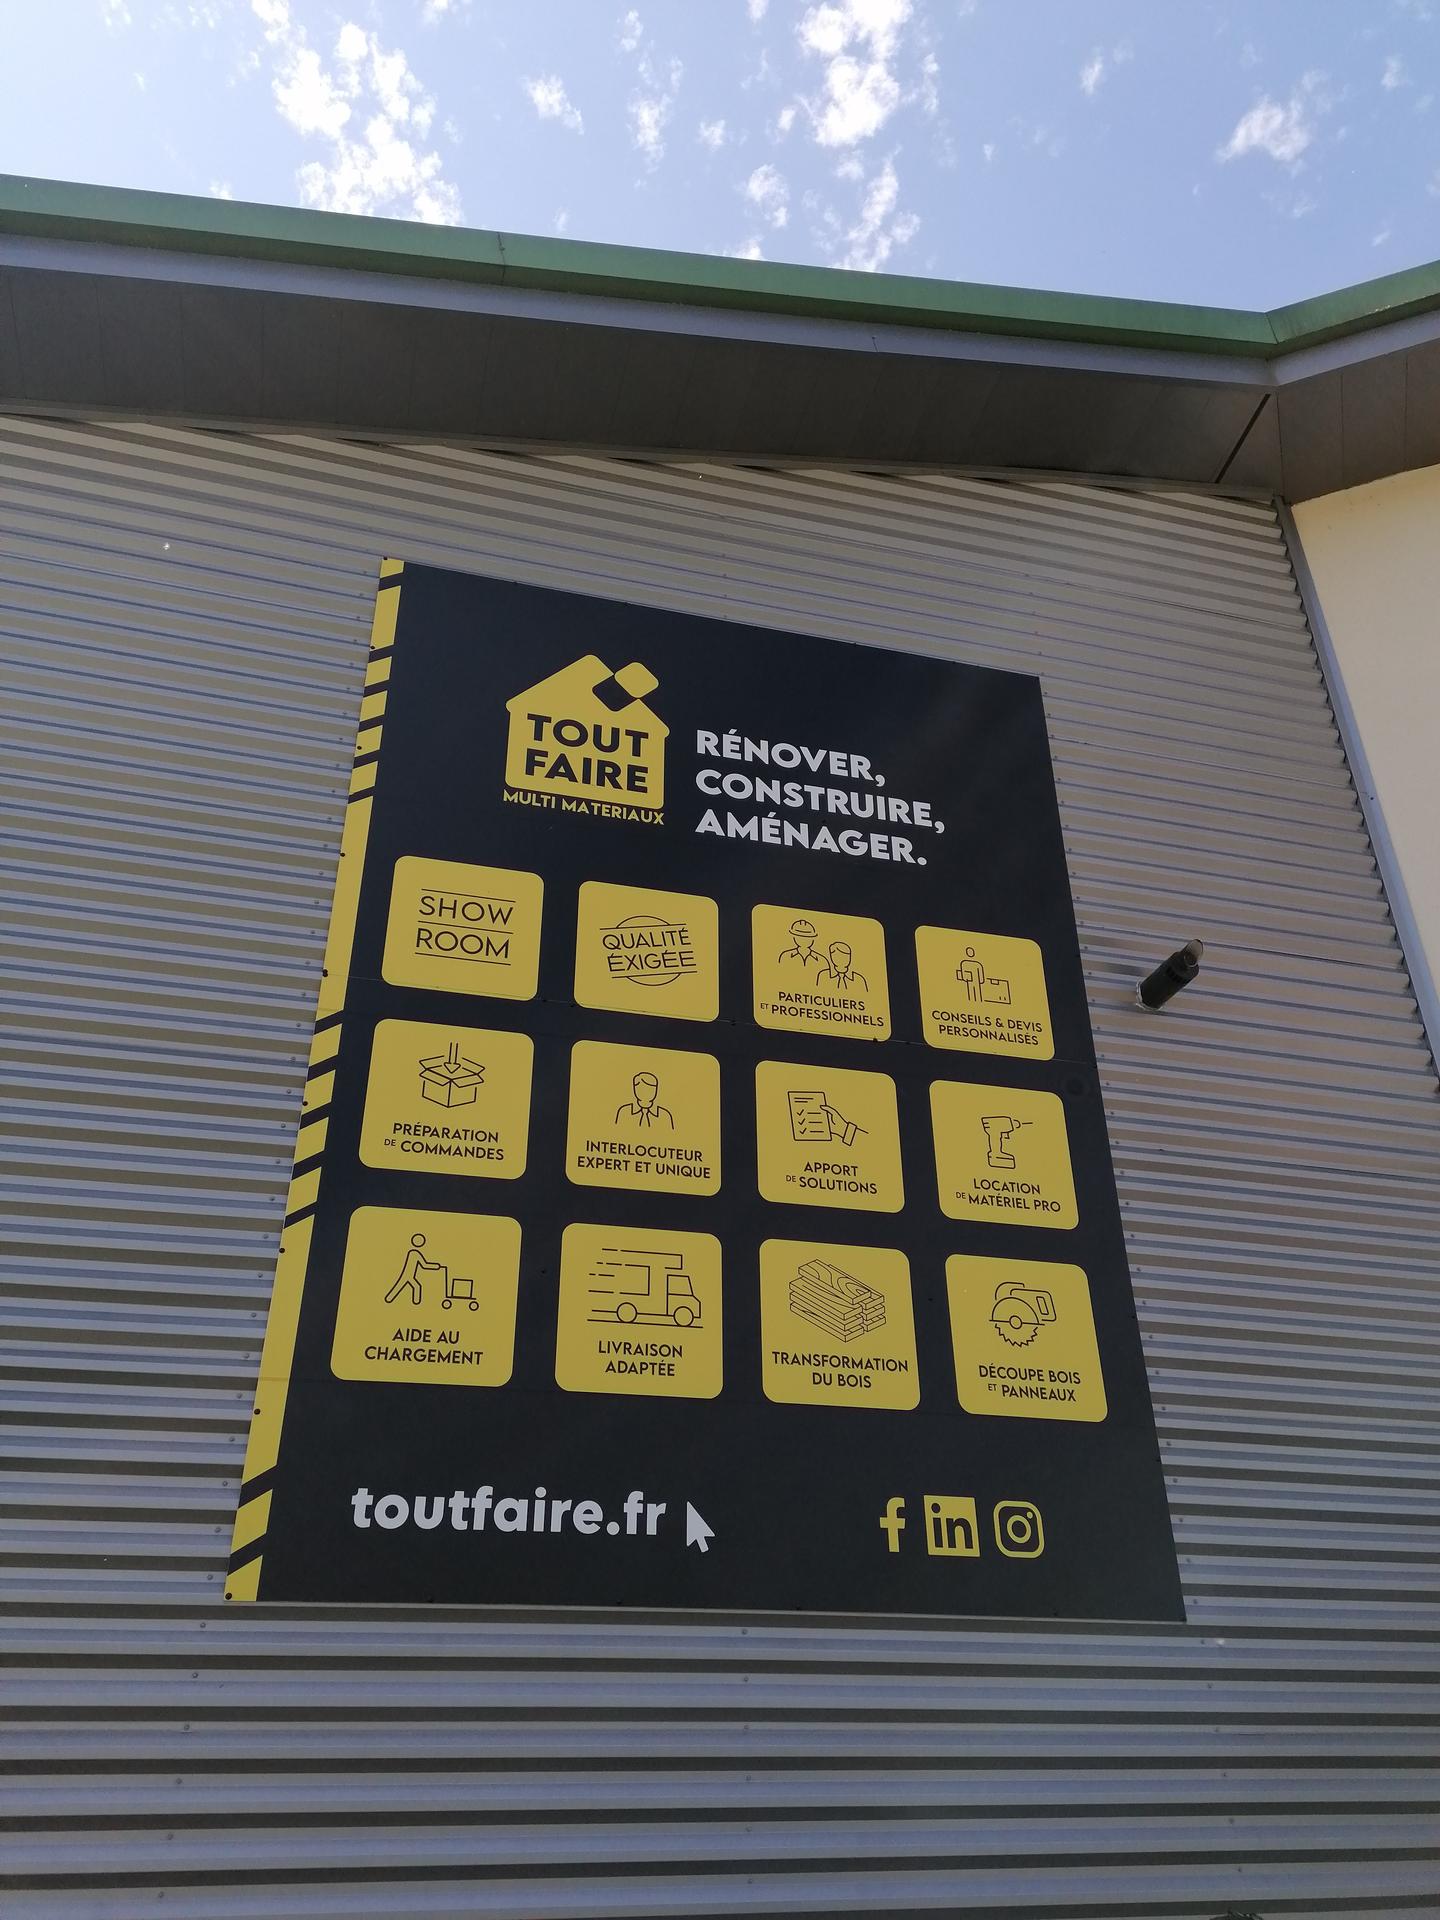 TOUT
FAIRE
MULTI MATERIAUX
RÉNOVER,
CONSTRUIRE,
AMÉNAGER.
SHOW
ROOM
QUALITÉ
ÉXIGÉE
PARTICULIERS
ET PROFESSIONNELS
CONSEILS & DEVIS
PERSONNALISÉS
PRÉPARATION
DE COMMANDES
INTERLOCUTEUR
EXPERT ET UNIQUE
APPORT
DE SOLUTIONS
LOCATION
DE MATÉRIEL PRO
AIDE AU
CHARGEMENT
LIVRAISON
ADAPTÉE
TRANSFORMATION
DU BOIS
DÉCOUPE BOIS
ET PANNEAUX
toutfaire.fr
f in